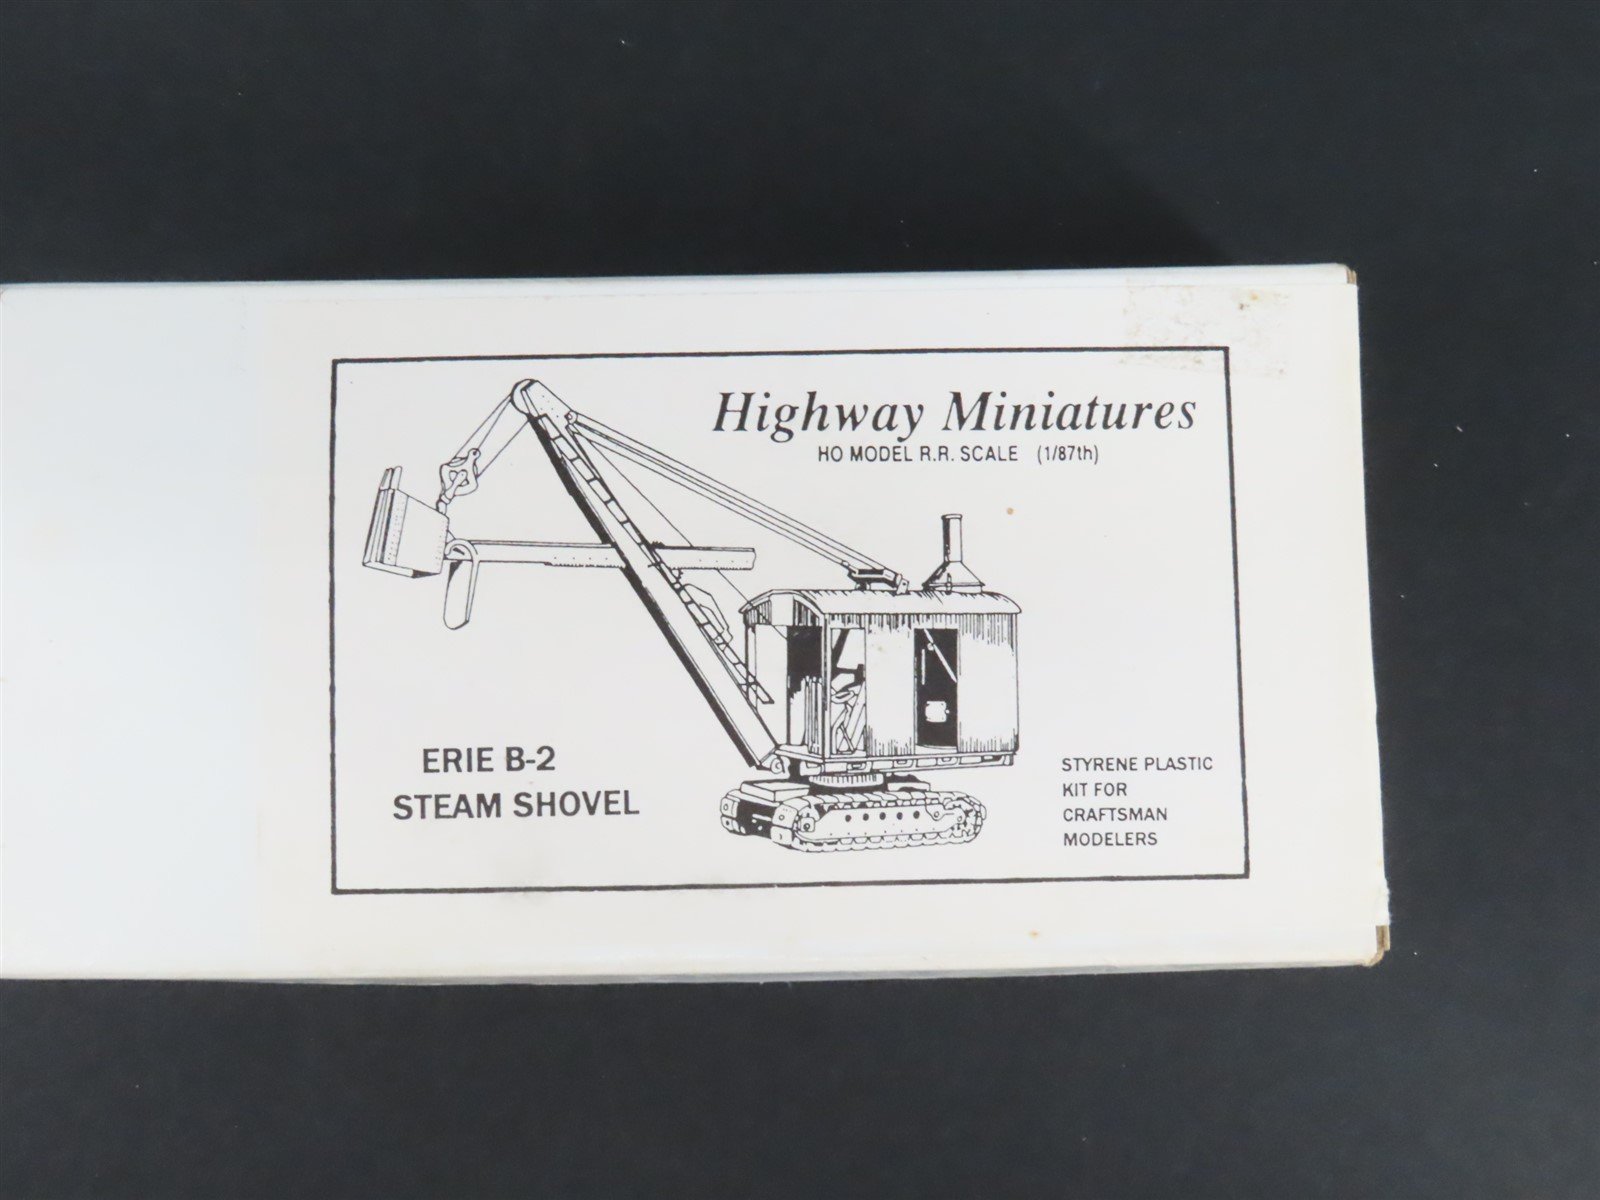 Highway Miniatures
HO MODEL R.R. SCALE (1/87th)
ERIE B-2
STEAM SHOVEL
STYRENE PLASTIC
KIT FOR
CRAFTSMAN
MODELERS